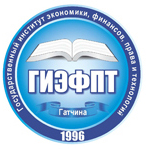 Государственный институт экономики, финансов, права и технологий
ГИЭФПТ
Гатчина
1996